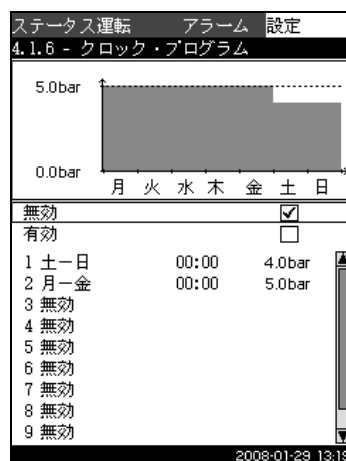 ステータス運転 アラーム 設定
4.1.6 - クロック・プログラム
5.0bar
0.0bar
月 火 水 木 金 土 日
無効
有効
1 土ー日 00:00 4.0bar
2 月ー金 00:00 5.0bar
3 無効
4 無効
5 無効
6 無効
7 無効
8 無効
9 無効
2008-01-29 13:19